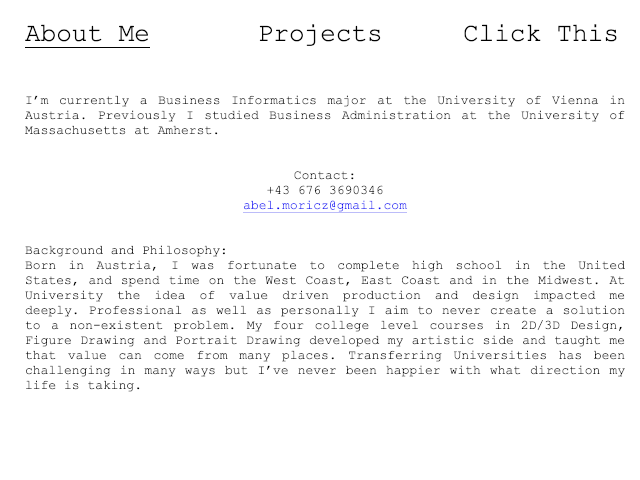 About Me Projects Click This
I’m currently a Business Informatics major at the University of Vienna in
Austria. Previously I studied Business Administration at the University of
Massachusetts at Amherst.
Contact:
+43 676 3690346
abel.moricz@gmail.com
Background and Philosophy:
Born in Austria, I was fortunate to complete high school in the United
States, and spend time on the West Coast, East Coast and in the Midwest. At
University the idea of value driven production and design impacted me
deeply. Professional as well as personally I aim to never create a solution
to a non-existent problem. My four college level courses in 2D/3D Design,
Figure Drawing and Portrait Drawing developed my artistic side and taught me
that value can come from many places. Transferring Universities has been
challenging in many ways but I’ve never been happier with what direction my
life is taking.